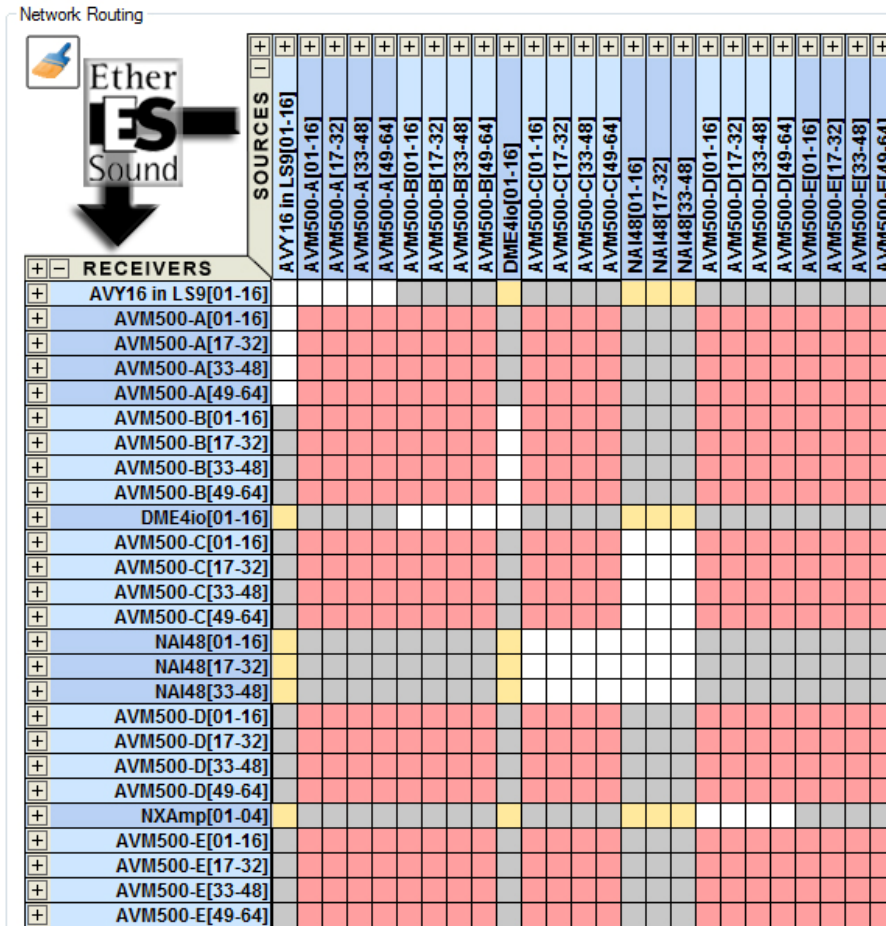 Network Routing
Ether
ES
Sound
SOURCES
AVY16 in LS9[01-16]
AVM500-A[01-16]
AVM500-A[17-32]
AVM500-A[33-48]
AVM500-A[49-64]
AVM500-B[01-16]
AVM500-B[17-32]
AVM500-B[33-48]
AVM500-B[49-64]
DME4io[01-16]
AVM500-C[01-16]
AVM500-C[17-32]
AVM500-C[33-48]
AVM500-C[49-64]
NAI48[01-16]
NAI48[17-32]
NAI48[33-48]
AVM500-D[01-16]
AVM500-D[17-32]
AVM500-D[33-48]
AVM500-D[49-64]
AVM500-E[01-16]
AVM500-E[17-32]
AVM500-E[33-48]
AVM500-E[49-64]
RECEIVERS
AVY16 in LS9[01-16]
AVM500-A[01-16]
AVM500-A[17-32]
AVM500-A[33-48]
AVM500-A[49-64]
AVM500-B[01-16]
AVM500-B[17-32]
AVM500-B[33-48]
AVM500-B[49-64]
DME4io[01-16]
AVM500-C[01-16]
AVM500-C[17-32]
AVM500-C[33-48]
AVM500-C[49-64]
NAI48[01-16]
NAI48[17-32]
NAI48[33-48]
AVM500-D[01-16]
AVM500-D[17-32]
AVM500-D[33-48]
AVM500-D[49-64]
NXAmp[01-04]
AVM500-E[01-16]
AVM500-E[17-32]
AVM500-E[33-48]
AVM500-E[49-64]